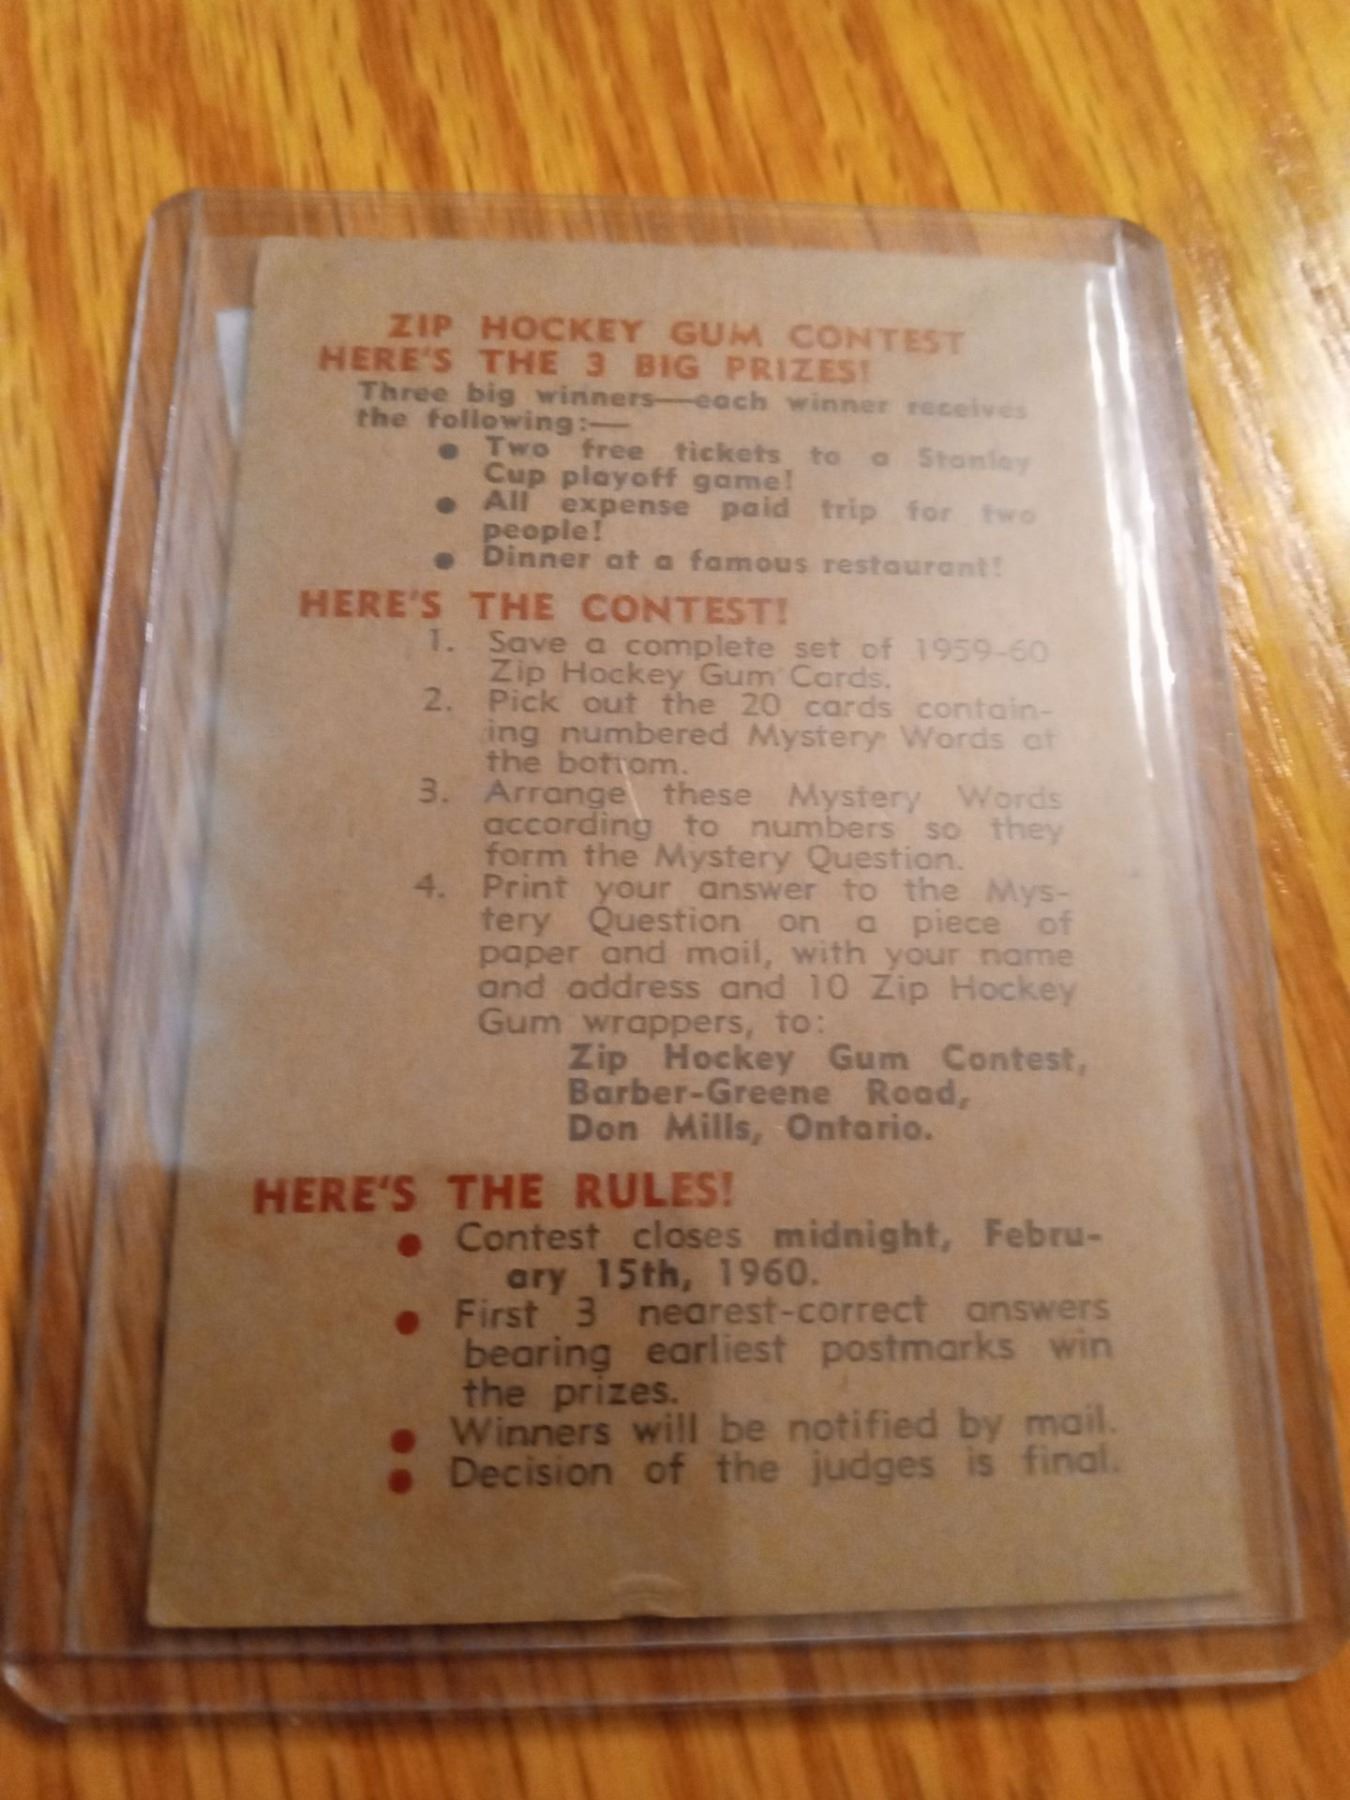 ZIP HOCKEY GUM CONTEST
HERE'S THE 3 BIG PRIZES!
Three big winners—each winner receives
the following:—
● Two free tickets to a Stanley
Cup playoff game!
● All expense paid trip for two
people!
● Dinner at a famous restaurant!
HERE'S THE CONTEST!
1. Save a complete set of 1959-60
Zip Hockey Gum Cards.
2. Pick out the 20 cards contain-
ing numbered Mystery Words at
the bottom.
3. Arrange these Mystery Words
according to numbers so they
form the Mystery Question.
4. Print your answer to the Mys-
tery Question on a piece of
paper and mail, with your name
and address and 10 Zip Hockey
Gum wrappers, to:
Zip Hockey Gum Contest,
Barber-Greene Road,
Don Mills, Ontario.
HERE'S THE RULES!
● Contest closes midnight, Febru-
ary 15th, 1960.
● First 3 nearest-correct answers
bearing earliest postmarks win
the prizes.
● Winners will be notified by mail.
● Decision of the judges is final.